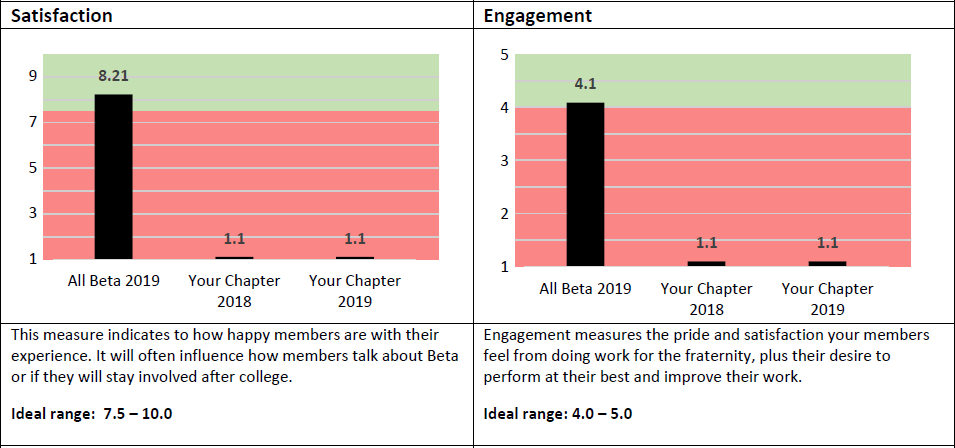 Satisfaction
9
7
5
3
1
8.21
1.1
1.1
All Beta 2019
Your Chapter
2018
Your Chapter
2019
This measure indicates to how happy members are with their
experience. It will often influence how members talk about Beta
or if they will stay involved after college.
Ideal range:  7.5 – 10.0
Engagement
5
4
3
2
1
4.1
1.1
1.1
All Beta 2019
Your Chapter
2018
Your Chapter
2019
Engagement measures the pride and satisfaction your members
feel from doing work for the fraternity, plus their desire to
perform at their best and improve their work.
Ideal range: 4.0 – 5.0